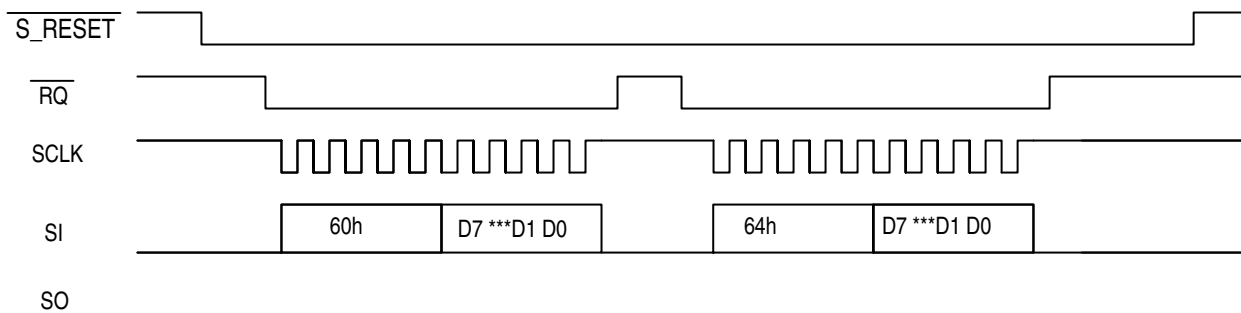 S_RESET
RQ
SCLK
SI 60h D7 ***D1 D0 64h D7 ***D1 D0
SO